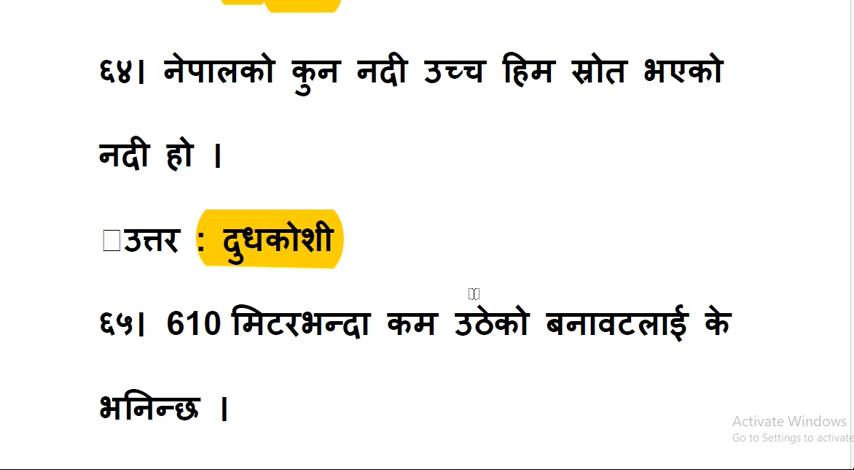 ६४। नेपालको कुन नदी उच्च हिम स्रोत भएको
नदी हो ।
उत्तर : दुधकोशी
६५। 610 मिटरभन्दा कम उठेको बनावटलाई के
भनिन्छ ।
Activate Windows
Go to Settings to activate